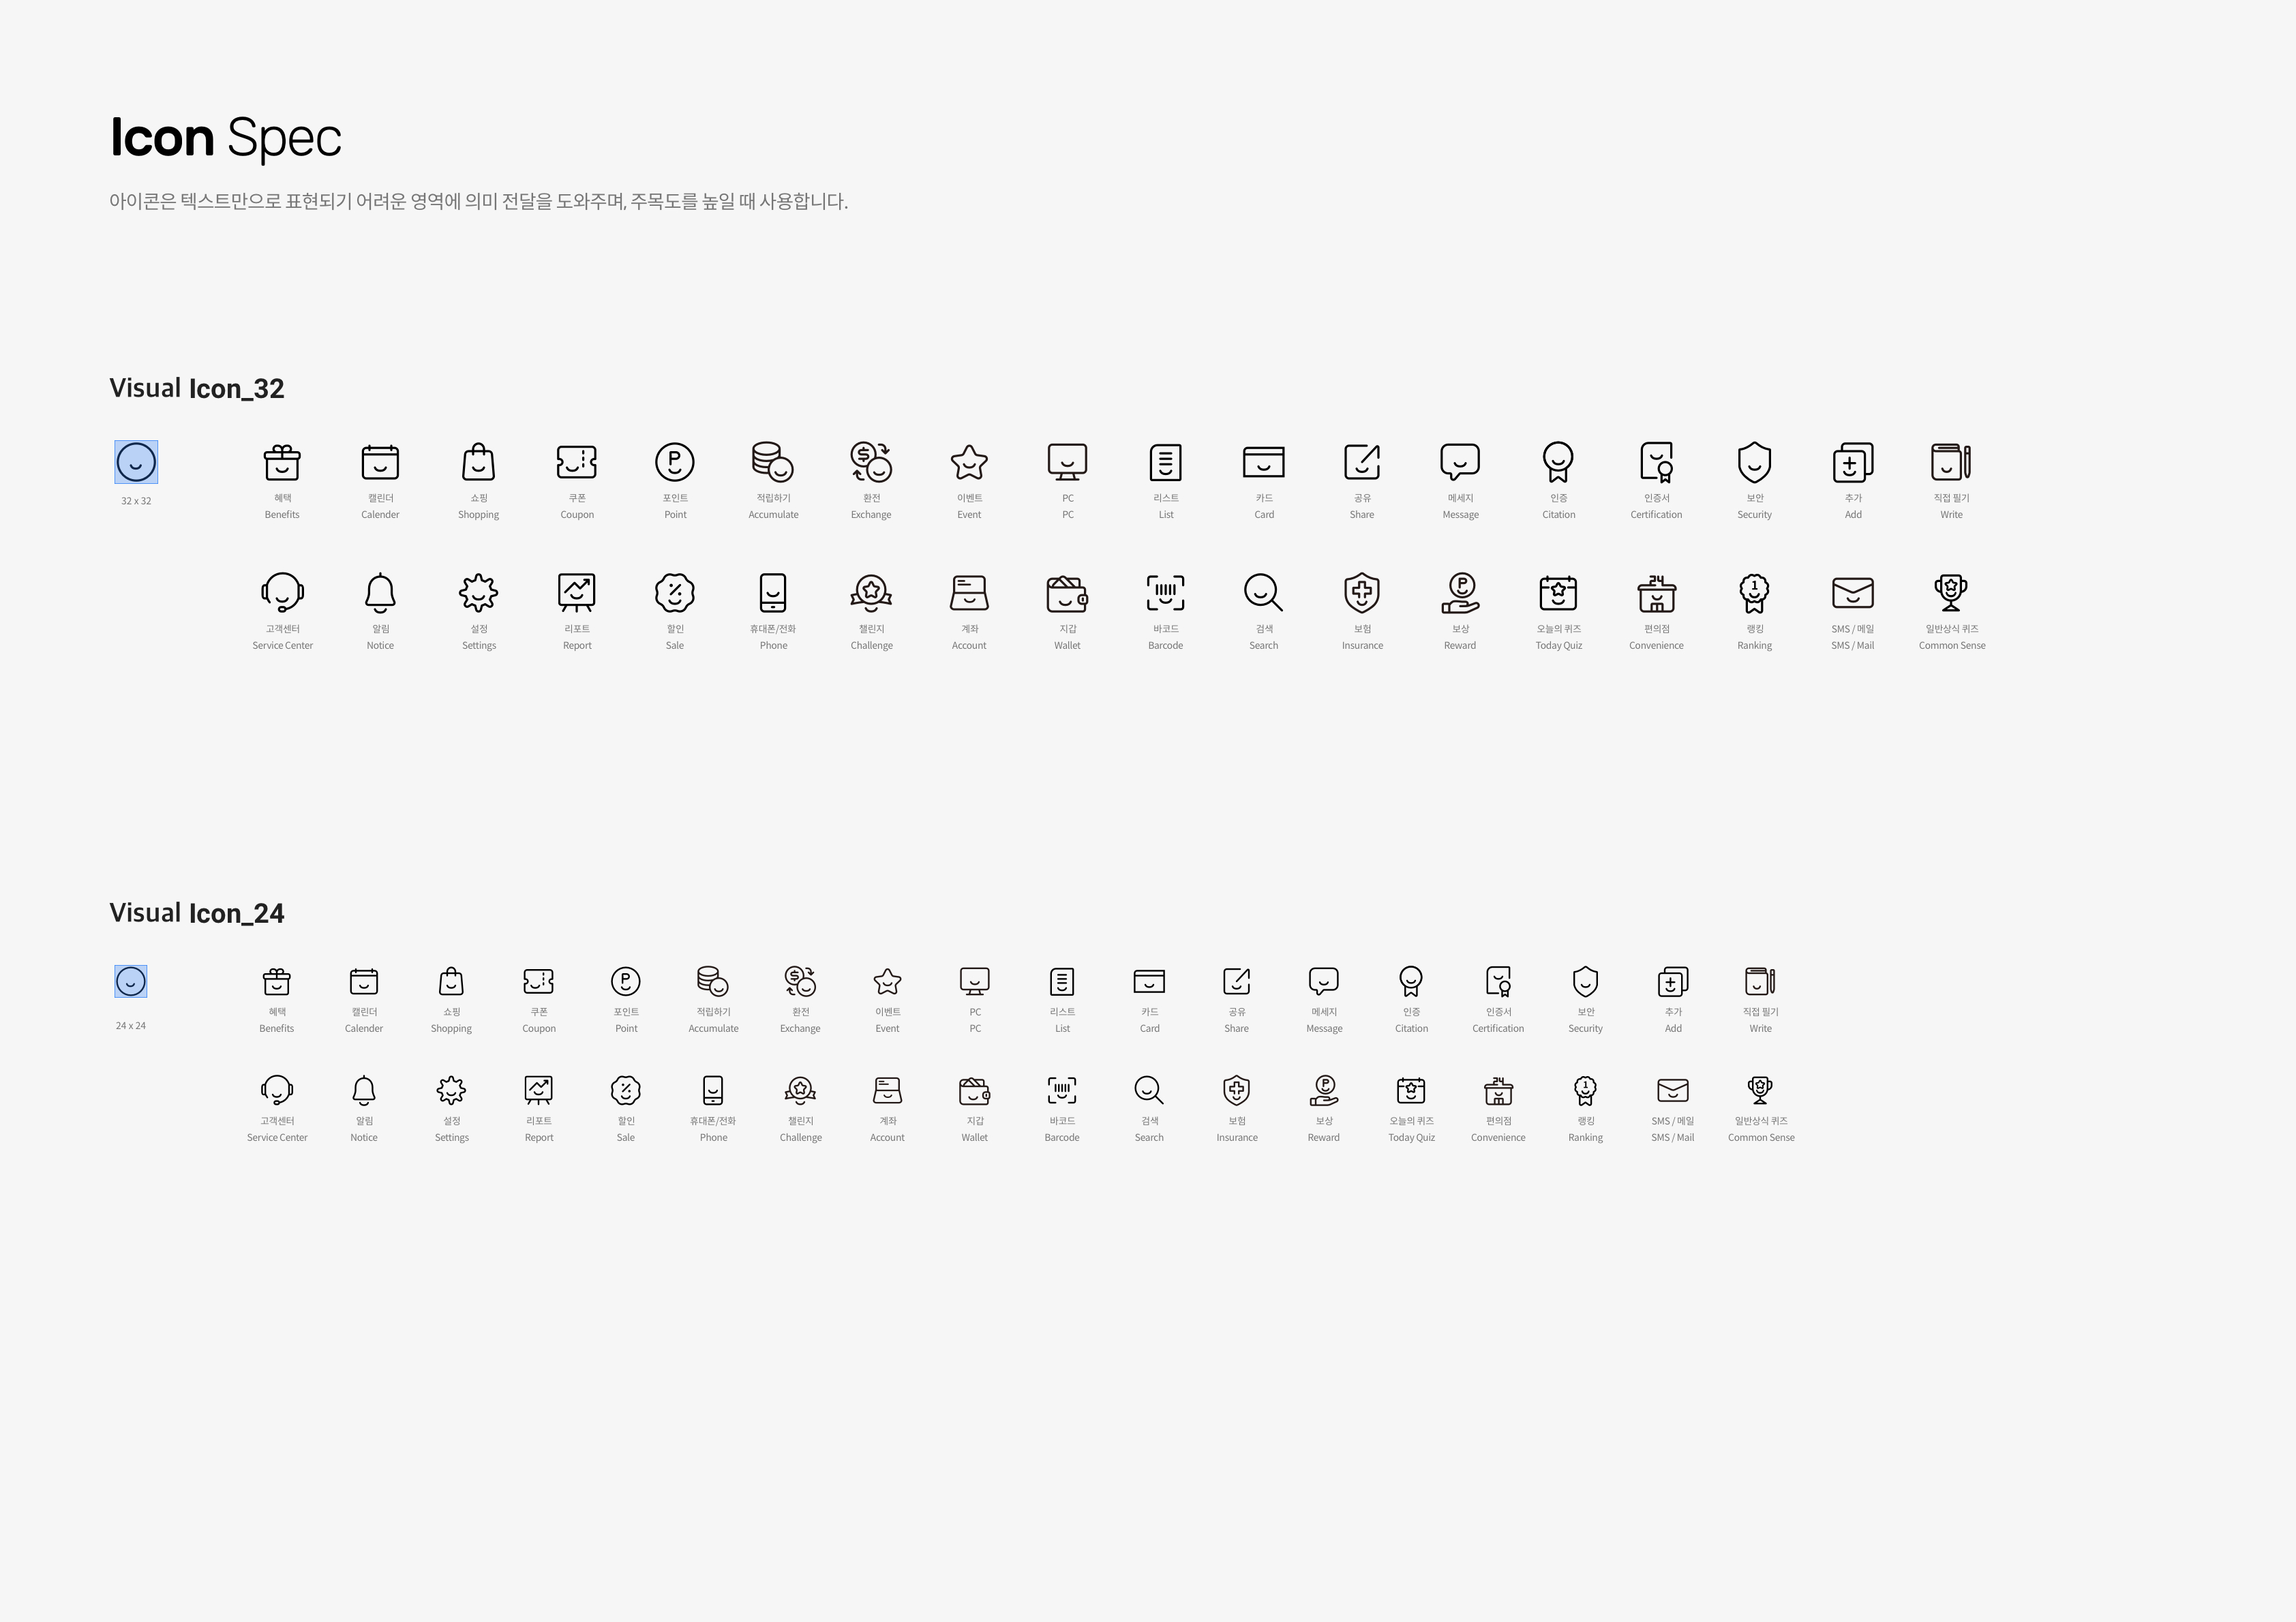 Icon Spec
아이콘은 텍스트만으로 표현되기 어려운 영역에 의미 전달을 도와주며, 주목도를 높일 때 사용합니다.
Visual Icon_32
32 x 32
혜택 캘린더 쇼핑 쿠폰 포인트 적립하기 환전 이벤트 PC 리스트 카드 공유 메세지 인증 인증서 보안 추가 직접 필기
Benefits Calender Shopping Coupon Point Accumulate Exchange Event PC List Card Share Message Citation Certification Security Add Write
고객센터 알림 설정 리포트 할인 휴대폰/전화 챌린지 계좌 지갑 바코드 검색 보험 보상 오늘의 퀴즈 편의점 랭킹 SMS / 메일 일반상식 퀴즈
Service Center Notice Settings Report Sale Phone Challenge Account Wallet Barcode Search Insurance Reward Today Quiz Convenience Ranking SMS / Mail Common Sense
Visual Icon_24
24 x 24
혜택 캘린더 쇼핑 쿠폰 포인트 적립하기 환전 이벤트 PC 리스트 카드 공유 메세지 인증 인증서 보안 추가 직접 필기
Benefits Calender Shopping Coupon Point Accumulate Exchange Event PC List Card Share Message Citation Certification Security Add Write
고객센터 알림 설정 리포트 할인 휴대폰/전화 챌린지 계좌 지갑 바코드 검색 보험 보상 오늘의 퀴즈 편의점 랭킹 SMS / 메일 일반상식 퀴즈
Service Center Notice Settings Report Sale Phone Challenge Account Wallet Barcode Search Insurance Reward Today Quiz Convenience Ranking SMS / Mail Common Sense